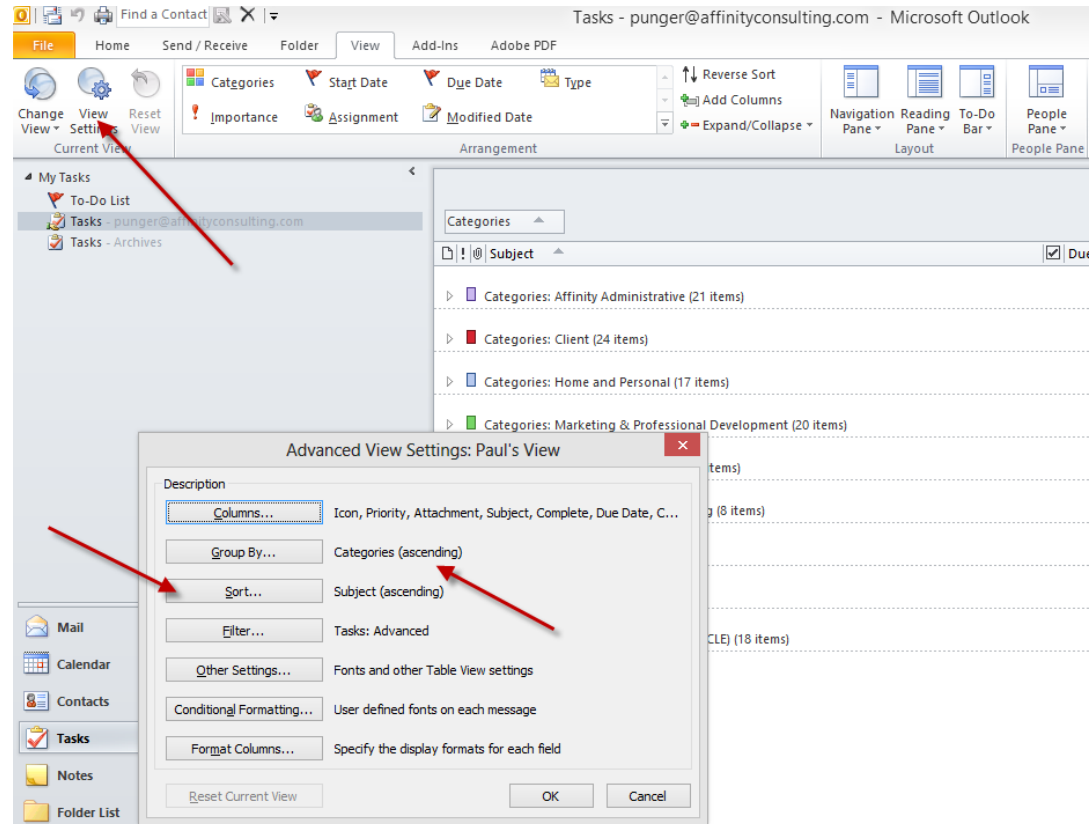 Find a Contact
Tasks - punger@affinityconsulting.com - Microsoft Outlook
File Home Send / Receive Folder View Add-Ins Adobe PDF
Categories Start Date Due Date Type
Importance Assignment Modified Date
Reverse Sort
Add Columns
Expand/Collapse
Change View
View Settings
Reset View
Navigation Pane
Reading Pane
To-Do Bar
People Pane
Current View Arrangement Layout People Pane
My Tasks
To-Do List
Tasks - punger@affinityconsulting.com
Tasks - Archives
Categories
! Subject Due
Categories: Affinity Administrative (21 items)
Categories: Client (24 items)
Categories: Home and Personal (17 items)
Categories: Marketing & Professional Development (20 items)
items)
(8 items)
CLE) (18 items)
Advanced View Settings: Paul's View
Description
Columns... Icon, Priority, Attachment, Subject, Complete, Due Date, C...
Group By... Categories (ascending)
Sort... Subject (ascending)
Filter... Tasks: Advanced
Other Settings... Fonts and other Table View settings
Conditional Formatting... User defined fonts on each message
Format Columns... Specify the display formats for each field
Reset Current View OK Cancel
Mail
Calendar
Contacts
Tasks
Notes
Folder List